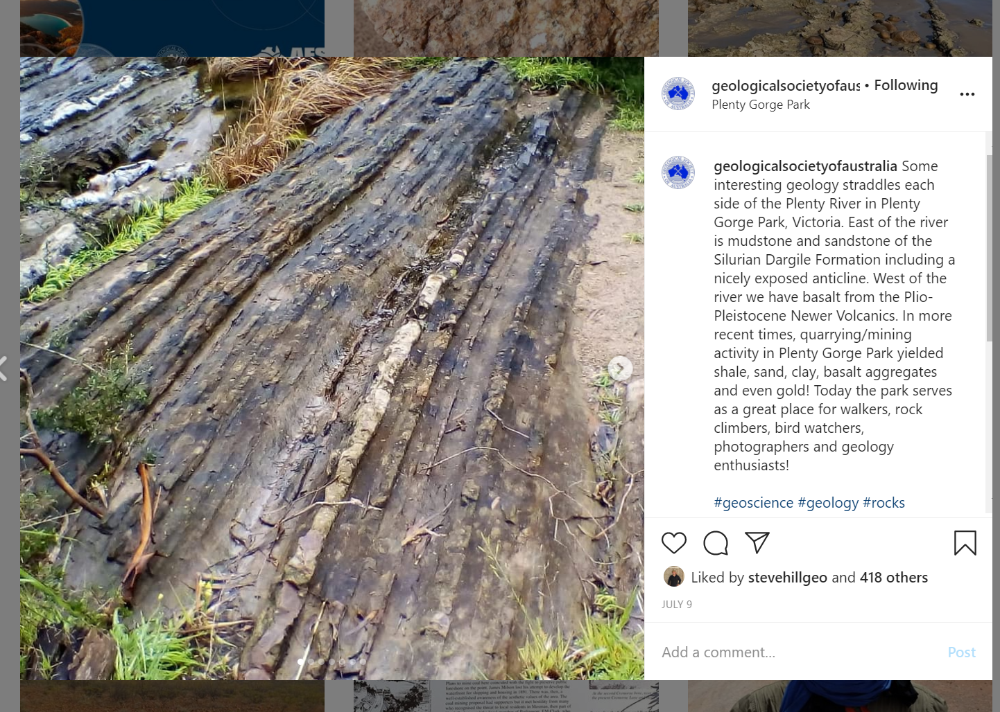 AES
geologicalsocietyofaus • Following
Plenty Gorge Park
geologicalsocietyofaustralia Some
interesting geology straddles each
side of the Plenty River in Plenty
Gorge Park, Victoria. East of the river
is mudstone and sandstone of the
Silurian Dargile Formation including a
nicely exposed anticline. West of the
river we have basalt from the Plio-
Pleistocene Newer Volcanics. In more
recent times, quarrying/mining
activity in Plenty Gorge Park yielded
shale, sand, clay, basalt aggregates
and even gold! Today the park serves
as a great place for walkers, rock
climbers, bird watchers,
photographers and geology
enthusiasts!
#geoscience #geology #rocks
Liked by stevehillgeo and 418 others
JULY 9
Add a comment...
Post